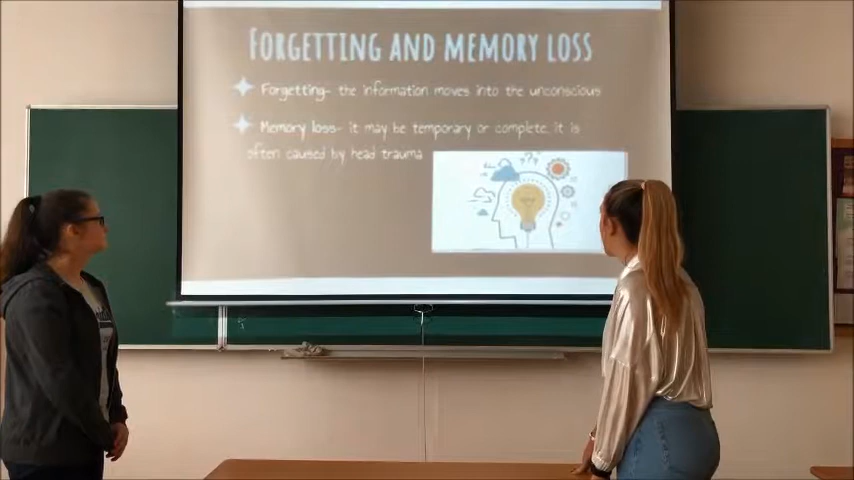 FORGETTING AND MEMORY LOSS
Forgetting- the information moves into the unconscious
Memory loss- it may be temporary or complete, it is
often caused by head trauma
???